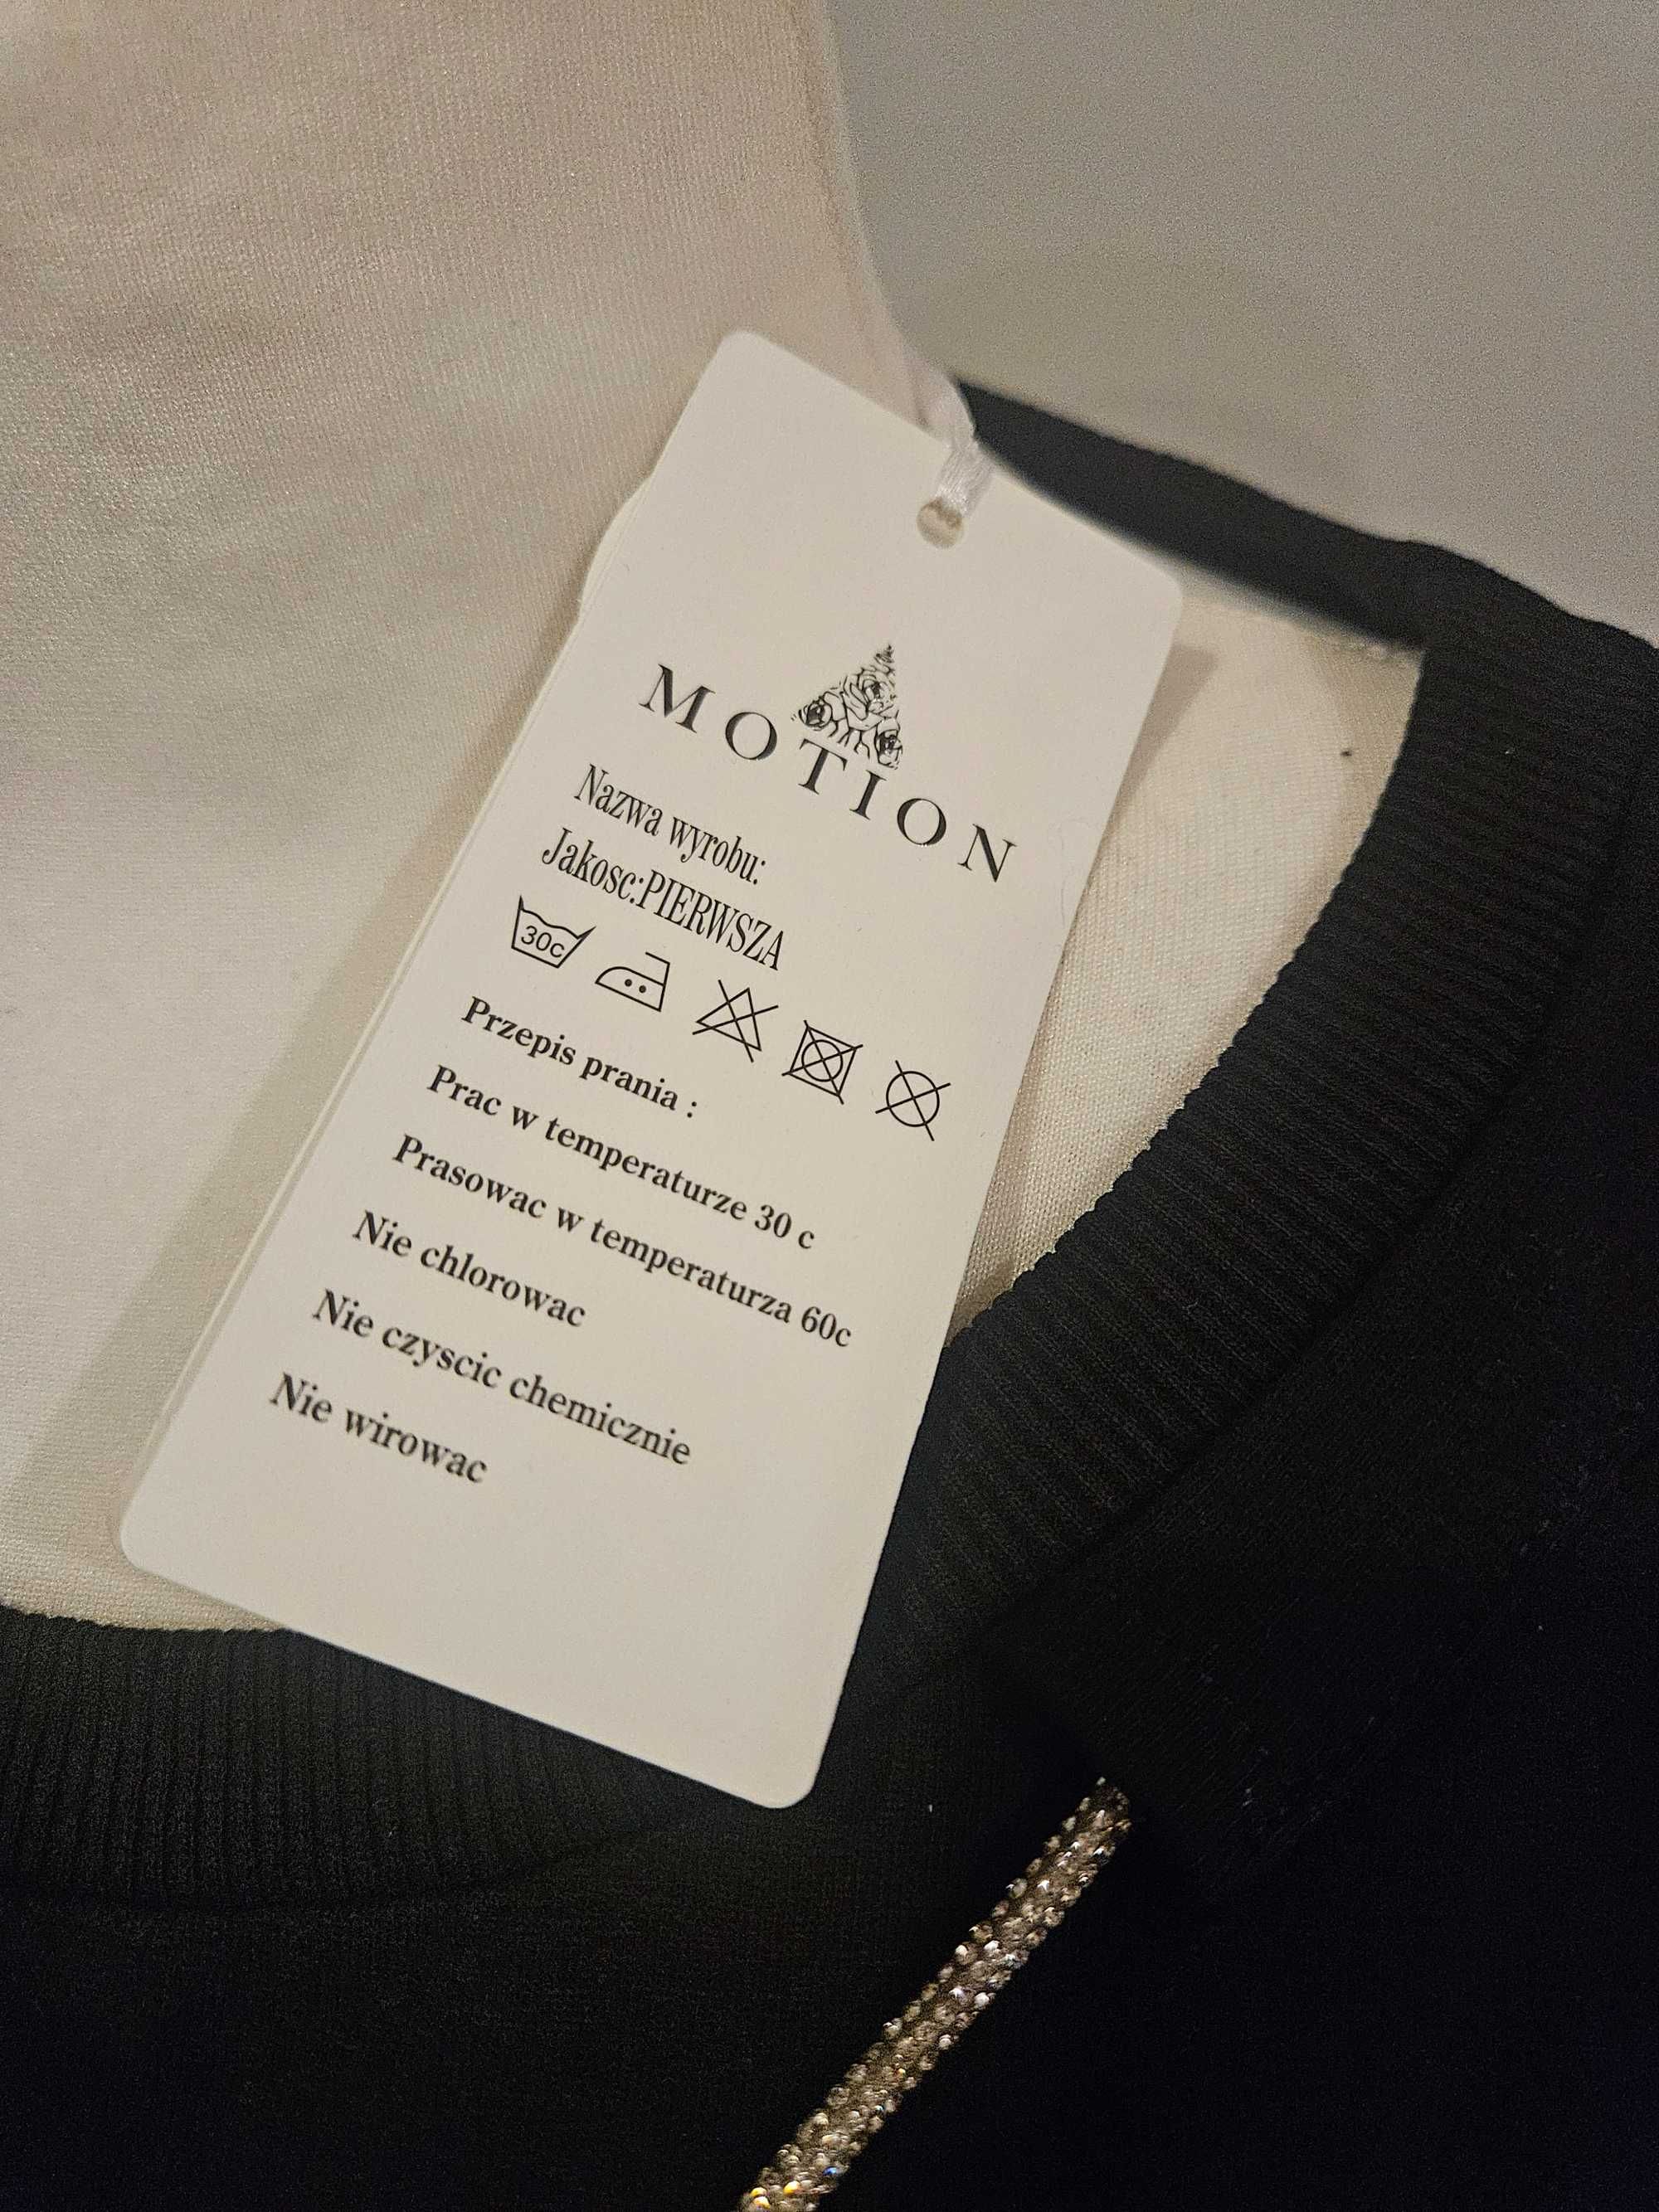 MOTION
Nazwa wyrobu:
Jakosc:PIERWSZA
30c
Przepis prania :
Prac w temperaturze 30 c
Prasowac w temperaturza 60c
Nie chlorowac
Nie czyscic chemicznie
Nie wirowac